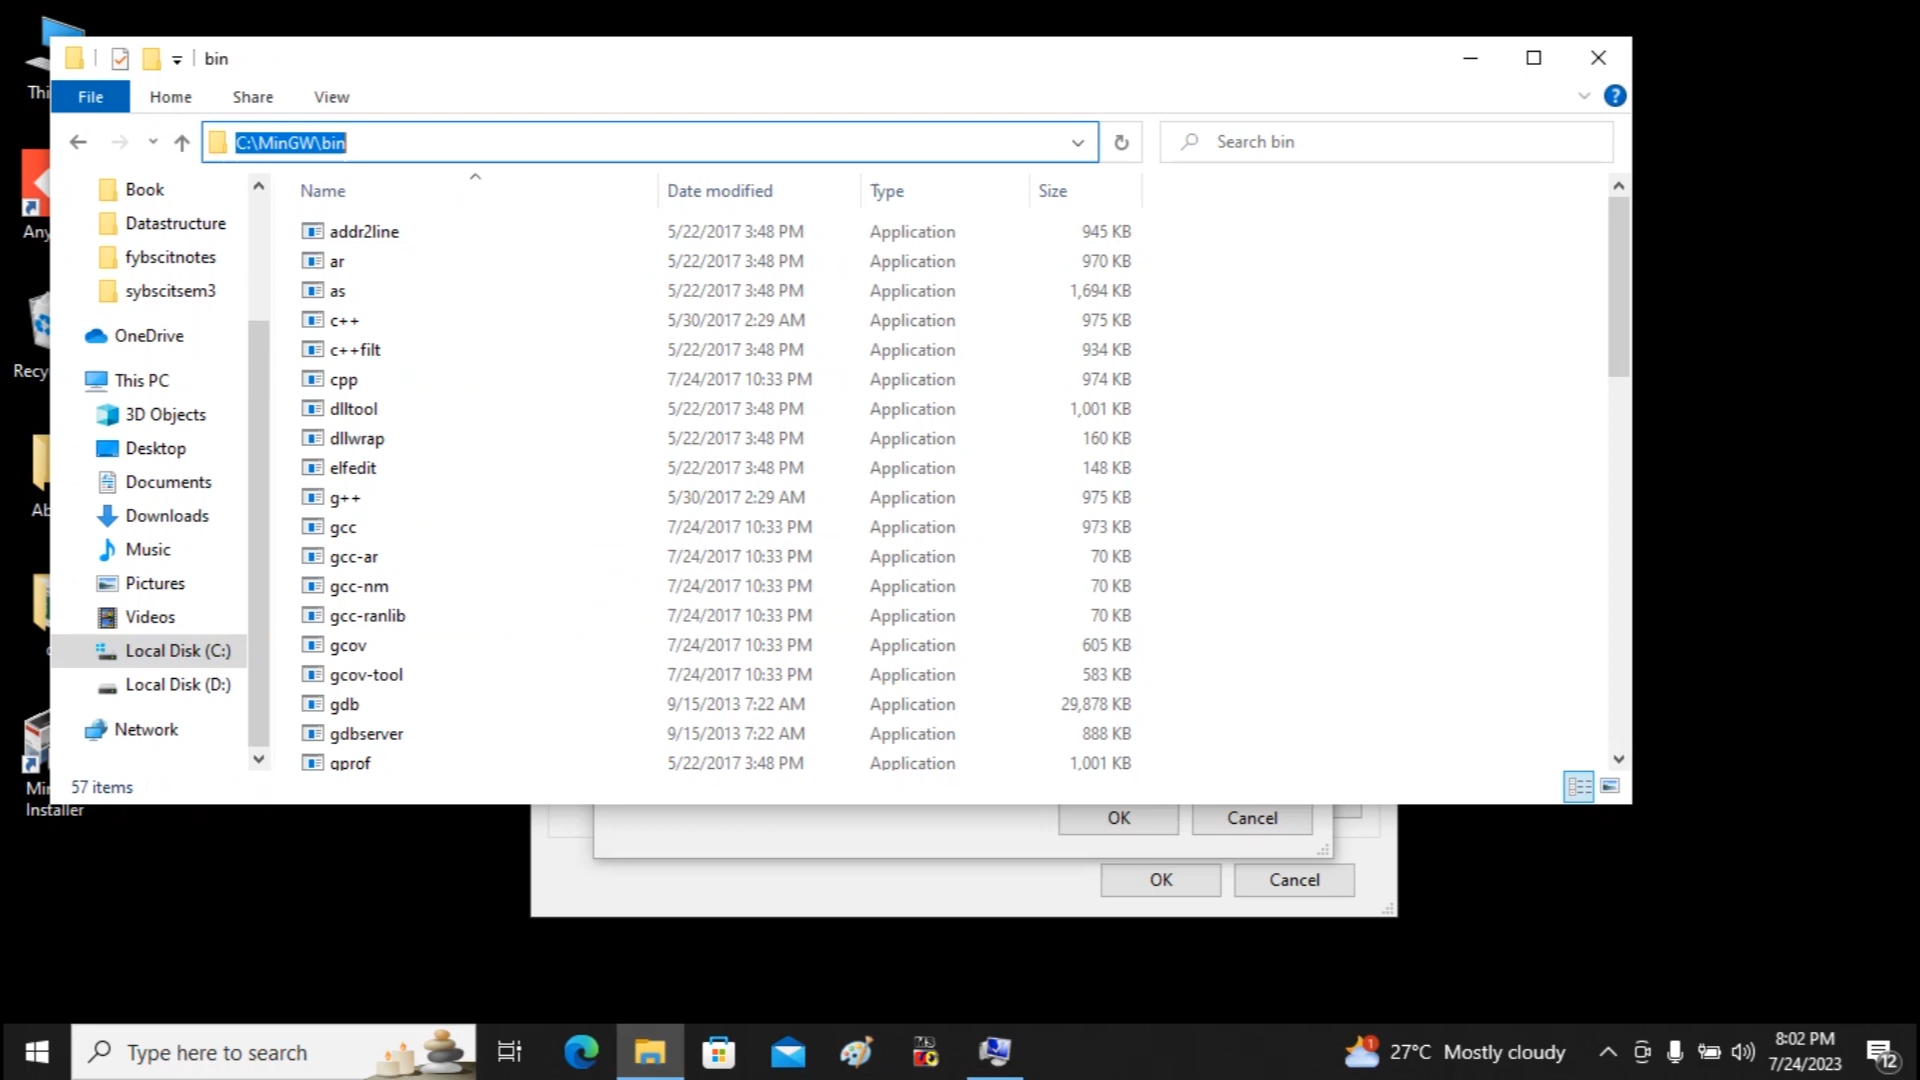 Thi
Any
Recy
Ab
Min
Installer
bin
File
Home
Share
View
C:\MinGW\bin
Search bin
Book
Datastructure
fybscitnotes
sybscitsem3
OneDrive
This PC
3D Objects
Desktop
Documents
Downloads
Music
Pictures
Videos
Local Disk (C:)
Local Disk (D:)
Network
Name Date modified Type Size
addr2line 5/22/2017 3:48 PM Application 945 KB
ar 5/22/2017 3:48 PM Application 970 KB
as 5/22/2017 3:48 PM Application 1,694 KB
c++ 5/30/2017 2:29 AM Application 975 KB
c++filt 5/22/2017 3:48 PM Application 934 KB
cpp 7/24/2017 10:33 PM Application 974 KB
dlltool 5/22/2017 3:48 PM Application 1,001 KB
dllwrap 5/22/2017 3:48 PM Application 160 KB
elfedit 5/22/2017 3:48 PM Application 148 KB
g++ 5/30/2017 2:29 AM Application 975 KB
gcc 7/24/2017 10:33 PM Application 973 KB
gcc-ar 7/24/2017 10:33 PM Application 70 KB
gcc-nm 7/24/2017 10:33 PM Application 70 KB
gcc-ranlib 7/24/2017 10:33 PM Application 70 KB
gcov 7/24/2017 10:33 PM Application 605 KB
gcov-tool 7/24/2017 10:33 PM Application 583 KB
gdb 9/15/2013 7:22 AM Application 29,878 KB
gdbserver 9/15/2013 7:22 AM Application 888 KB
gprof 5/22/2017 3:48 PM Application 1,001 KB
57 items
OK Cancel
OK Cancel
Type here to search
27°C Mostly cloudy
8:02 PM
7/24/2023
12